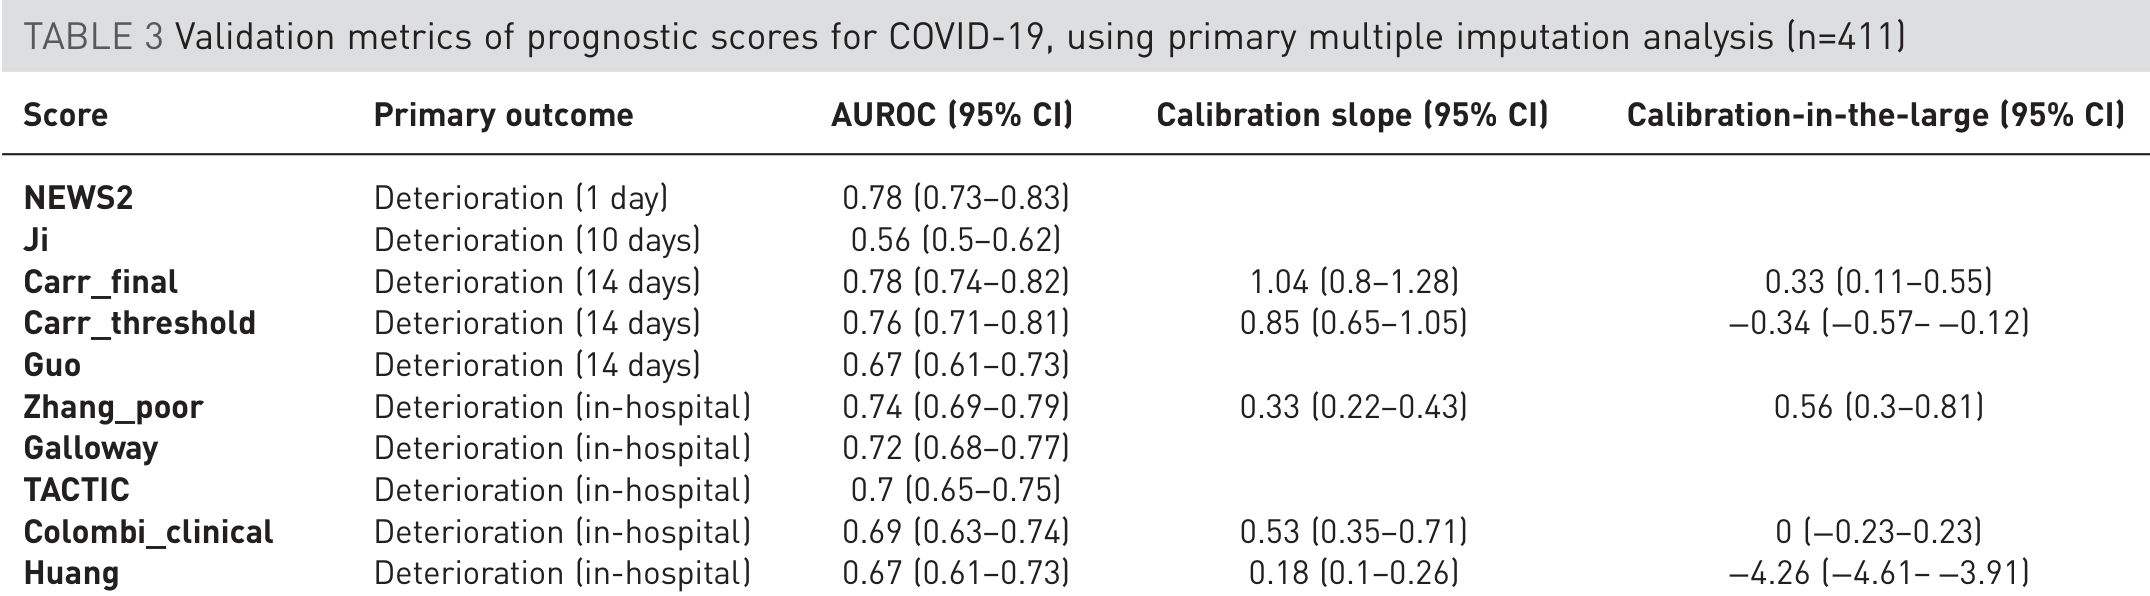 TABLE 3 Validation metrics of prognostic scores for COVID-19, using primary multiple imputation analysis (n=411)
Score Primary outcome AUROC (95% CI) Calibration slope (95% CI) Calibration-in-the-large (95% CI)
NEWS2 Deterioration (1 day) 0.78 (0.73–0.83)
Ji Deterioration (10 days) 0.56 (0.5–0.62)
Carr_final Deterioration (14 days) 0.78 (0.74–0.82) 1.04 (0.8–1.28) 0.33 (0.11–0.55)
Carr_threshold Deterioration (14 days) 0.76 (0.71–0.81) 0.85 (0.65–1.05) −0.34 (−0.57– −0.12)
Guo Deterioration (14 days) 0.67 (0.61–0.73)
Zhang_poor Deterioration (in-hospital) 0.74 (0.69–0.79) 0.33 (0.22–0.43) 0.56 (0.3–0.81)
Galloway Deterioration (in-hospital) 0.72 (0.68–0.77)
TACTIC Deterioration (in-hospital) 0.7 (0.65–0.75)
Colombi_clinical Deterioration (in-hospital) 0.69 (0.63–0.74) 0.53 (0.35–0.71) 0 (−0.23–0.23)
Huang Deterioration (in-hospital) 0.67 (0.61–0.73) 0.18 (0.1–0.26) −4.26 (−4.61– −3.91)